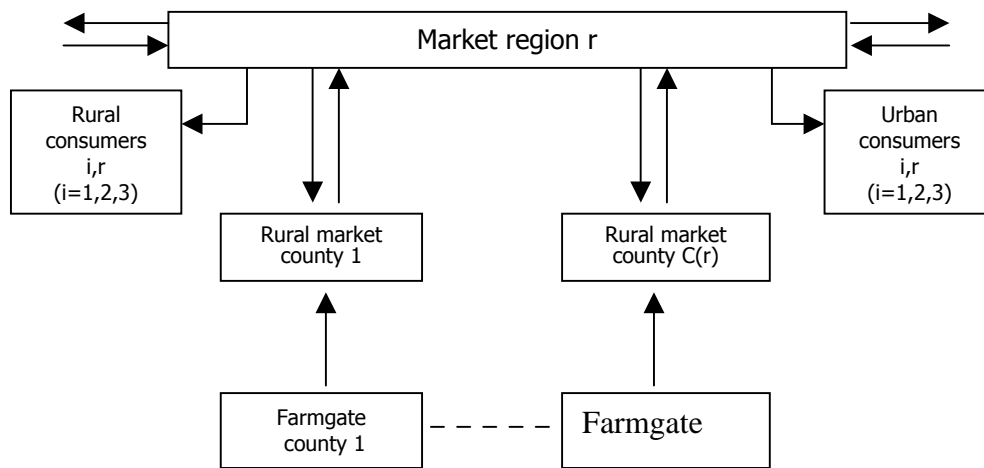 Market region r
Rural
consumers
i,r
(i=1,2,3)
Urban
consumers
i,r
(i=1,2,3)
Rural market
county 1
Rural market
county C(r)
Farmgate
county 1
Farmgate